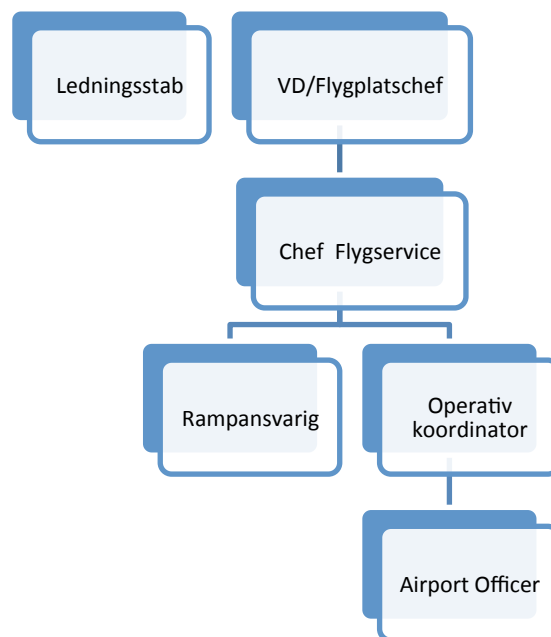 Ledningsstab
VD/Flygplatschef
Chef Flygservice
Rampansvarig
Operativ
koordinator
Airport Officer